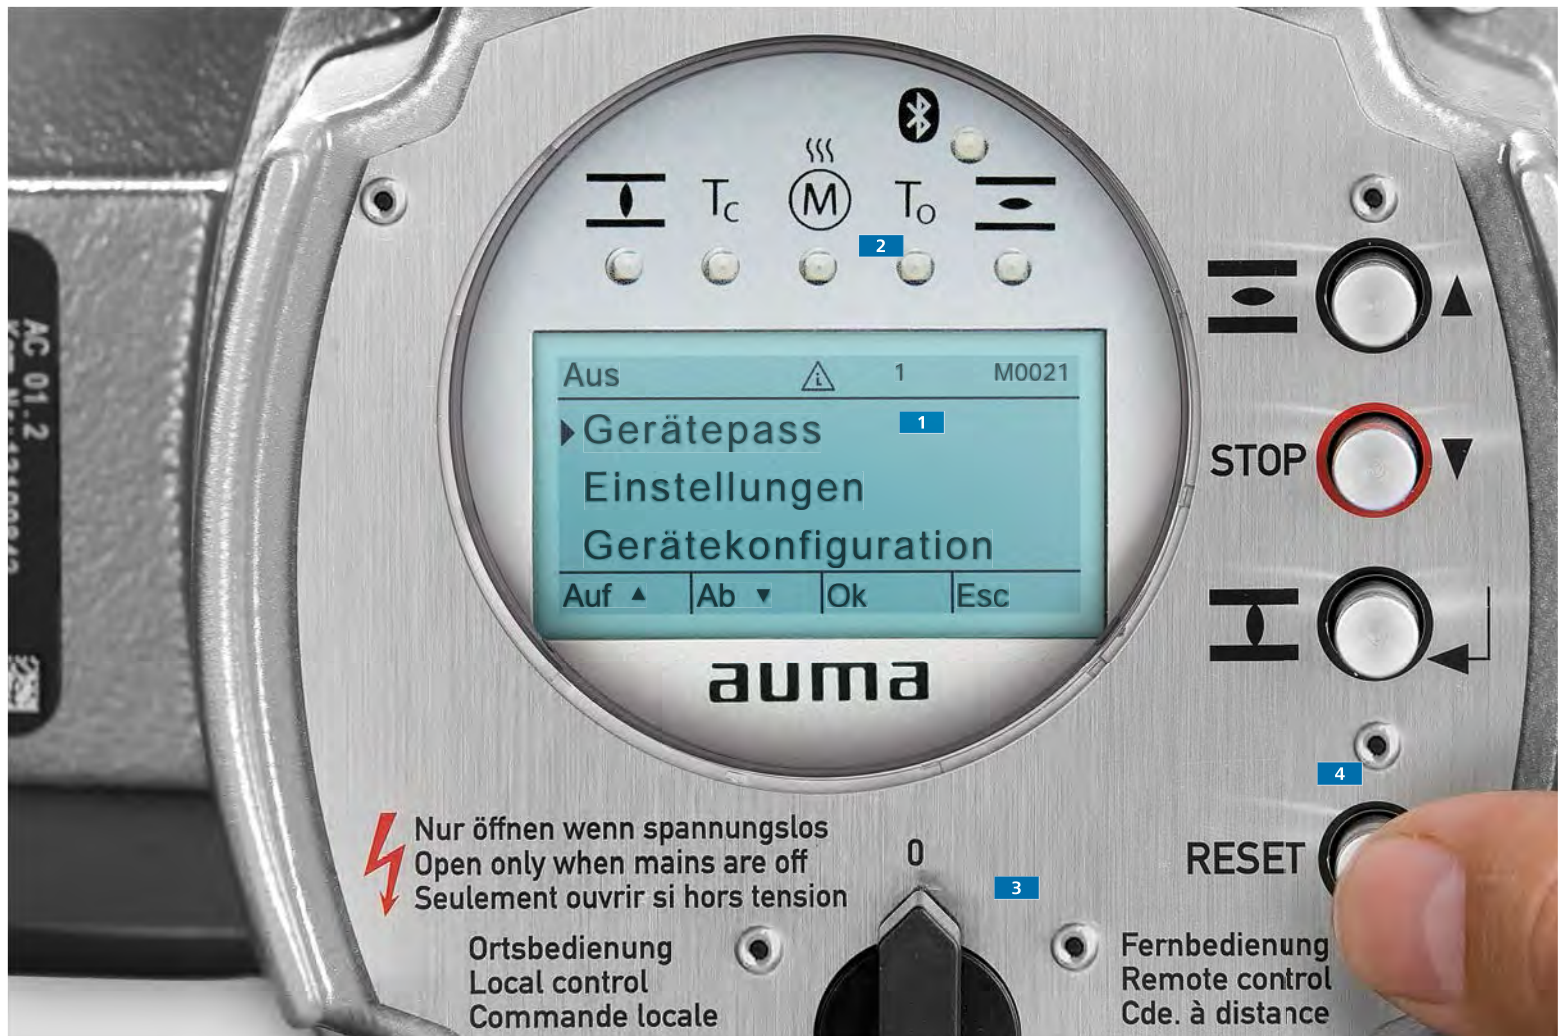 T_C
M
T_O
2
Aus 1 M0021
Gerätepass
1
Einstellungen
Gerätekonfiguration
Auf ▲ Ab ▼ Ok Esc
auma
STOP
4
RESET
Nur öffnen wenn spannungslos
Open only when mains are off
Seulement ouvrir si hors tension
0
3
Ortsbedienung
Local control
Commande locale
Fernbedienung
Remote control
Cde. à distance
AC 01.2